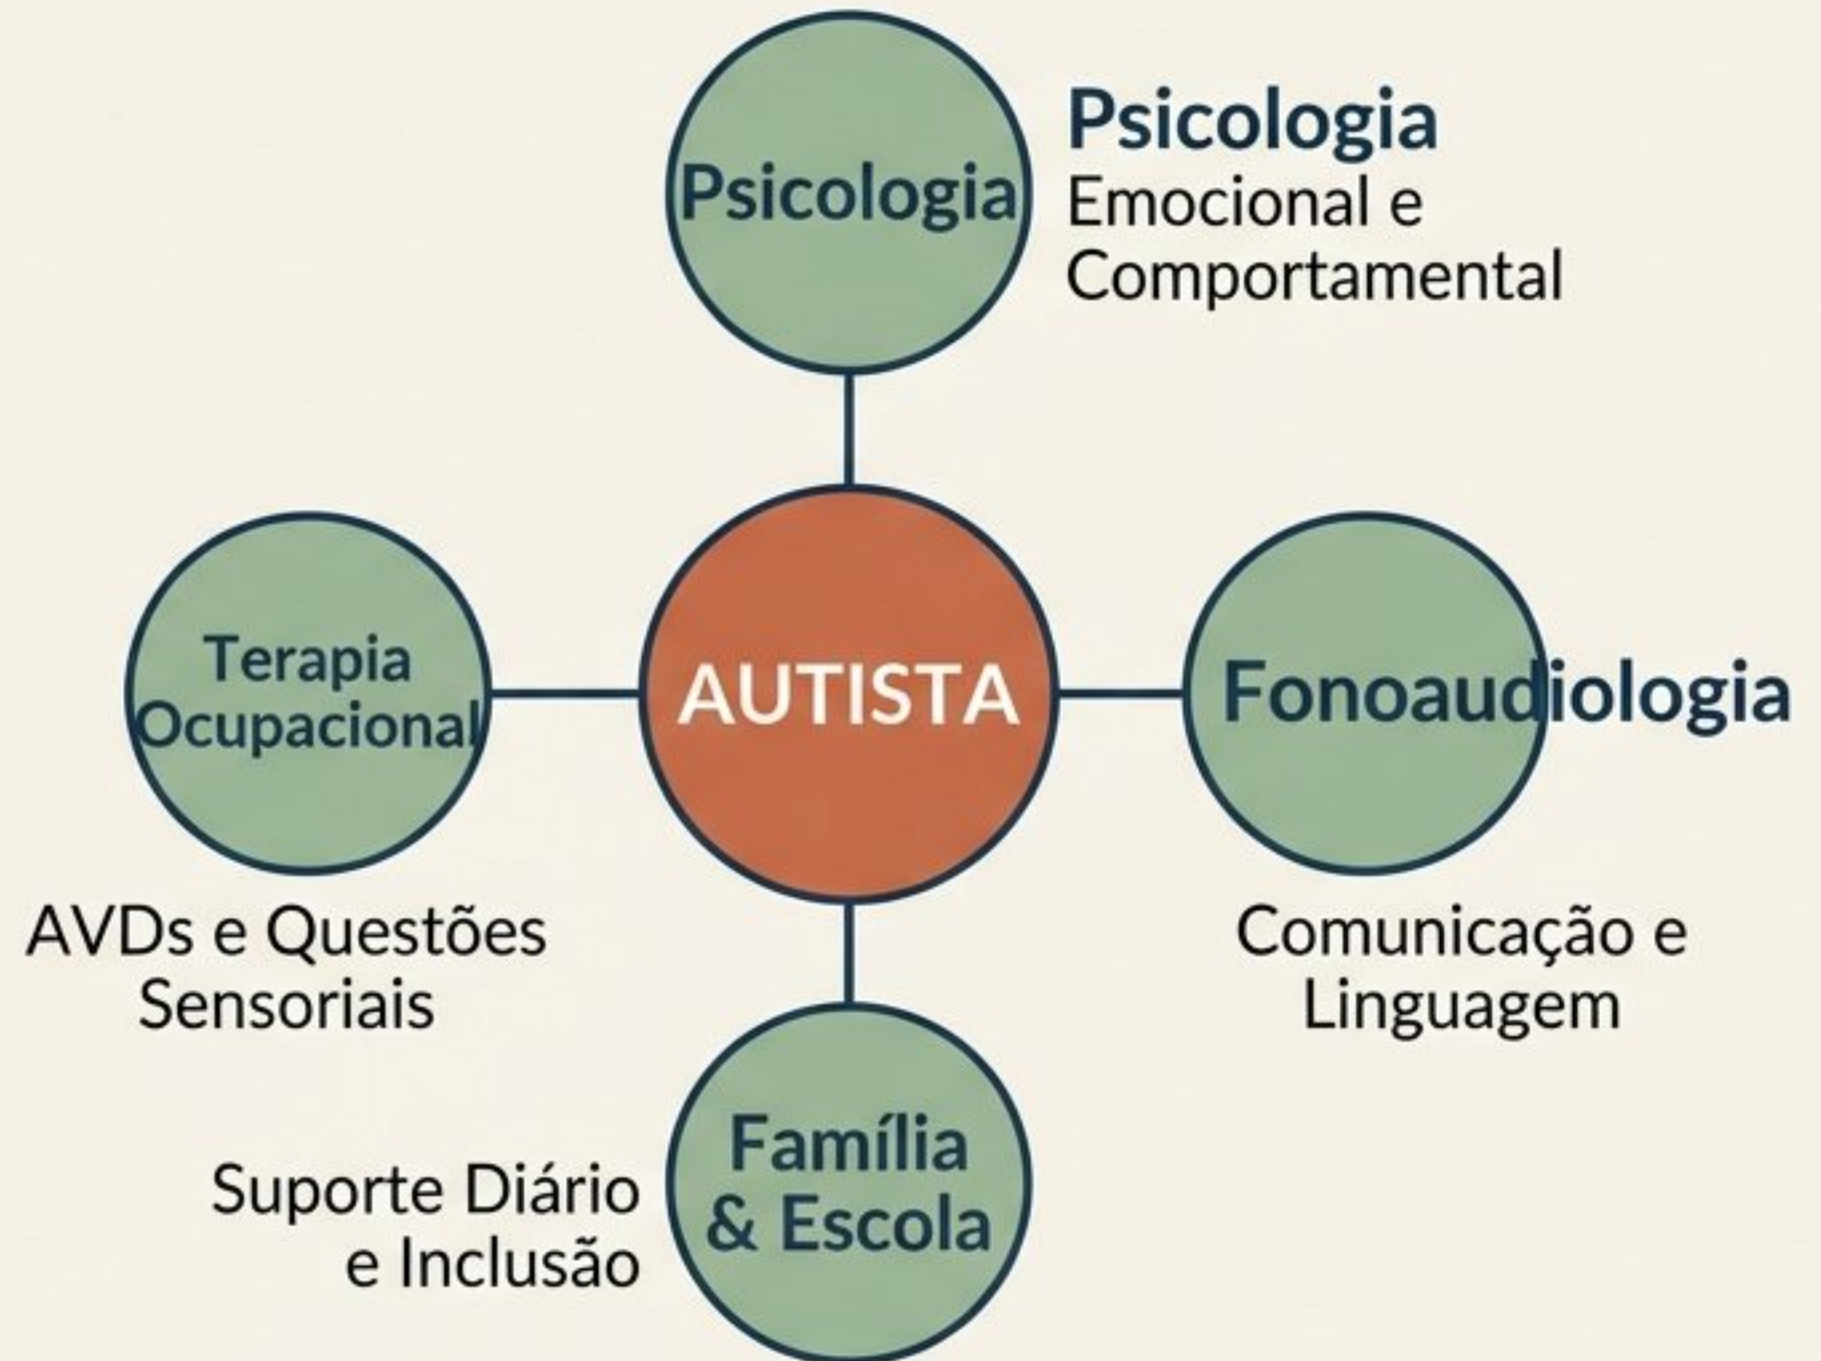 Psicologia
Psicologia
Emocional e
Comportamental
Terapia
Ocupacional
AUTISTA
Fonoaudiologia
AVDs e Questões
Sensoriais
Comunicação e
Linguagem
Família
& Escola
Suporte Diário
e Inclusão